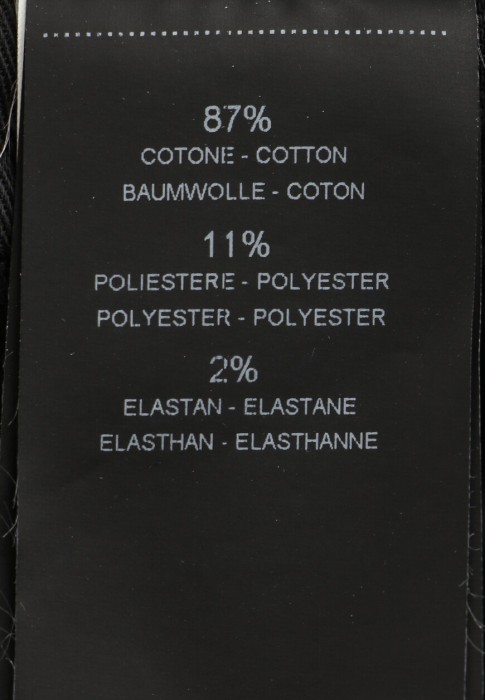 87%
COTONE - COTTON
BAUMWOLLE - COTON
11%
POLIESTERE - POLYESTER
POLYESTER - POLYESTER
2%
ELASTAN - ELASTANE
ELASTHAN - ELASTHANNE